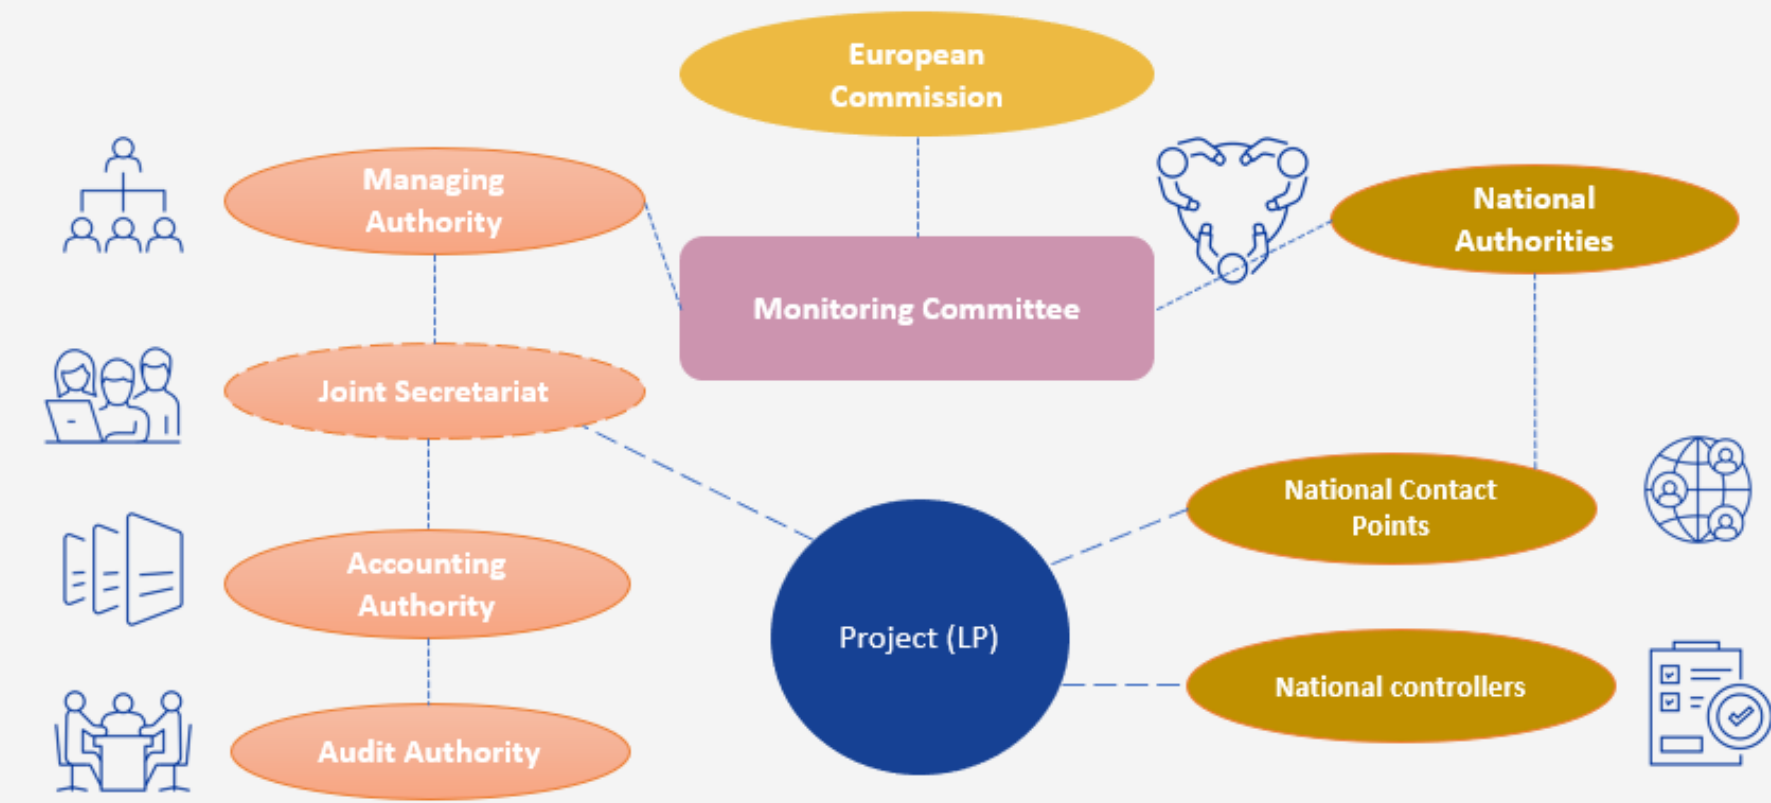 European
Commission
Managing
Authority
National
Authorities
Monitoring Committee
Joint Secretariat
National Contact
Points
Accounting
Authority
Project (LP)
National controllers
Audit Authority